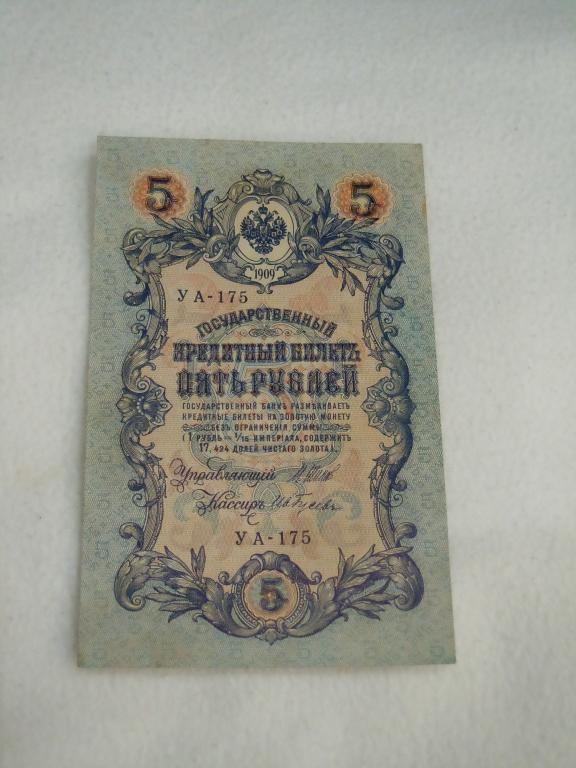 5 5
1909
УА-175
ГОСУДАРСТВЕННЫЙ
КРЕДИТНЫЙ БИЛЕТЪ
ПЯТЬ РУБЛЕЙ
ГОСУДАРСТВЕННЫЙ БАНКЪ РАЗМѢНИВАЕТЪ
КРЕДИТНЫЕ БИЛЕТЫ НА ЗОЛОТУЮ МОНЕТУ
БЕЗЪ ОГРАНИЧЕНІЯ СУММЫ
(1 РУБЛЬ = 1/15 ИМПЕРІАЛА, СОДЕРЖИТЪ
17,424 ДОЛЕЙ ЧИСТАГО ЗОЛОТА).
Управляющій
Кассиръ
УА-175
5